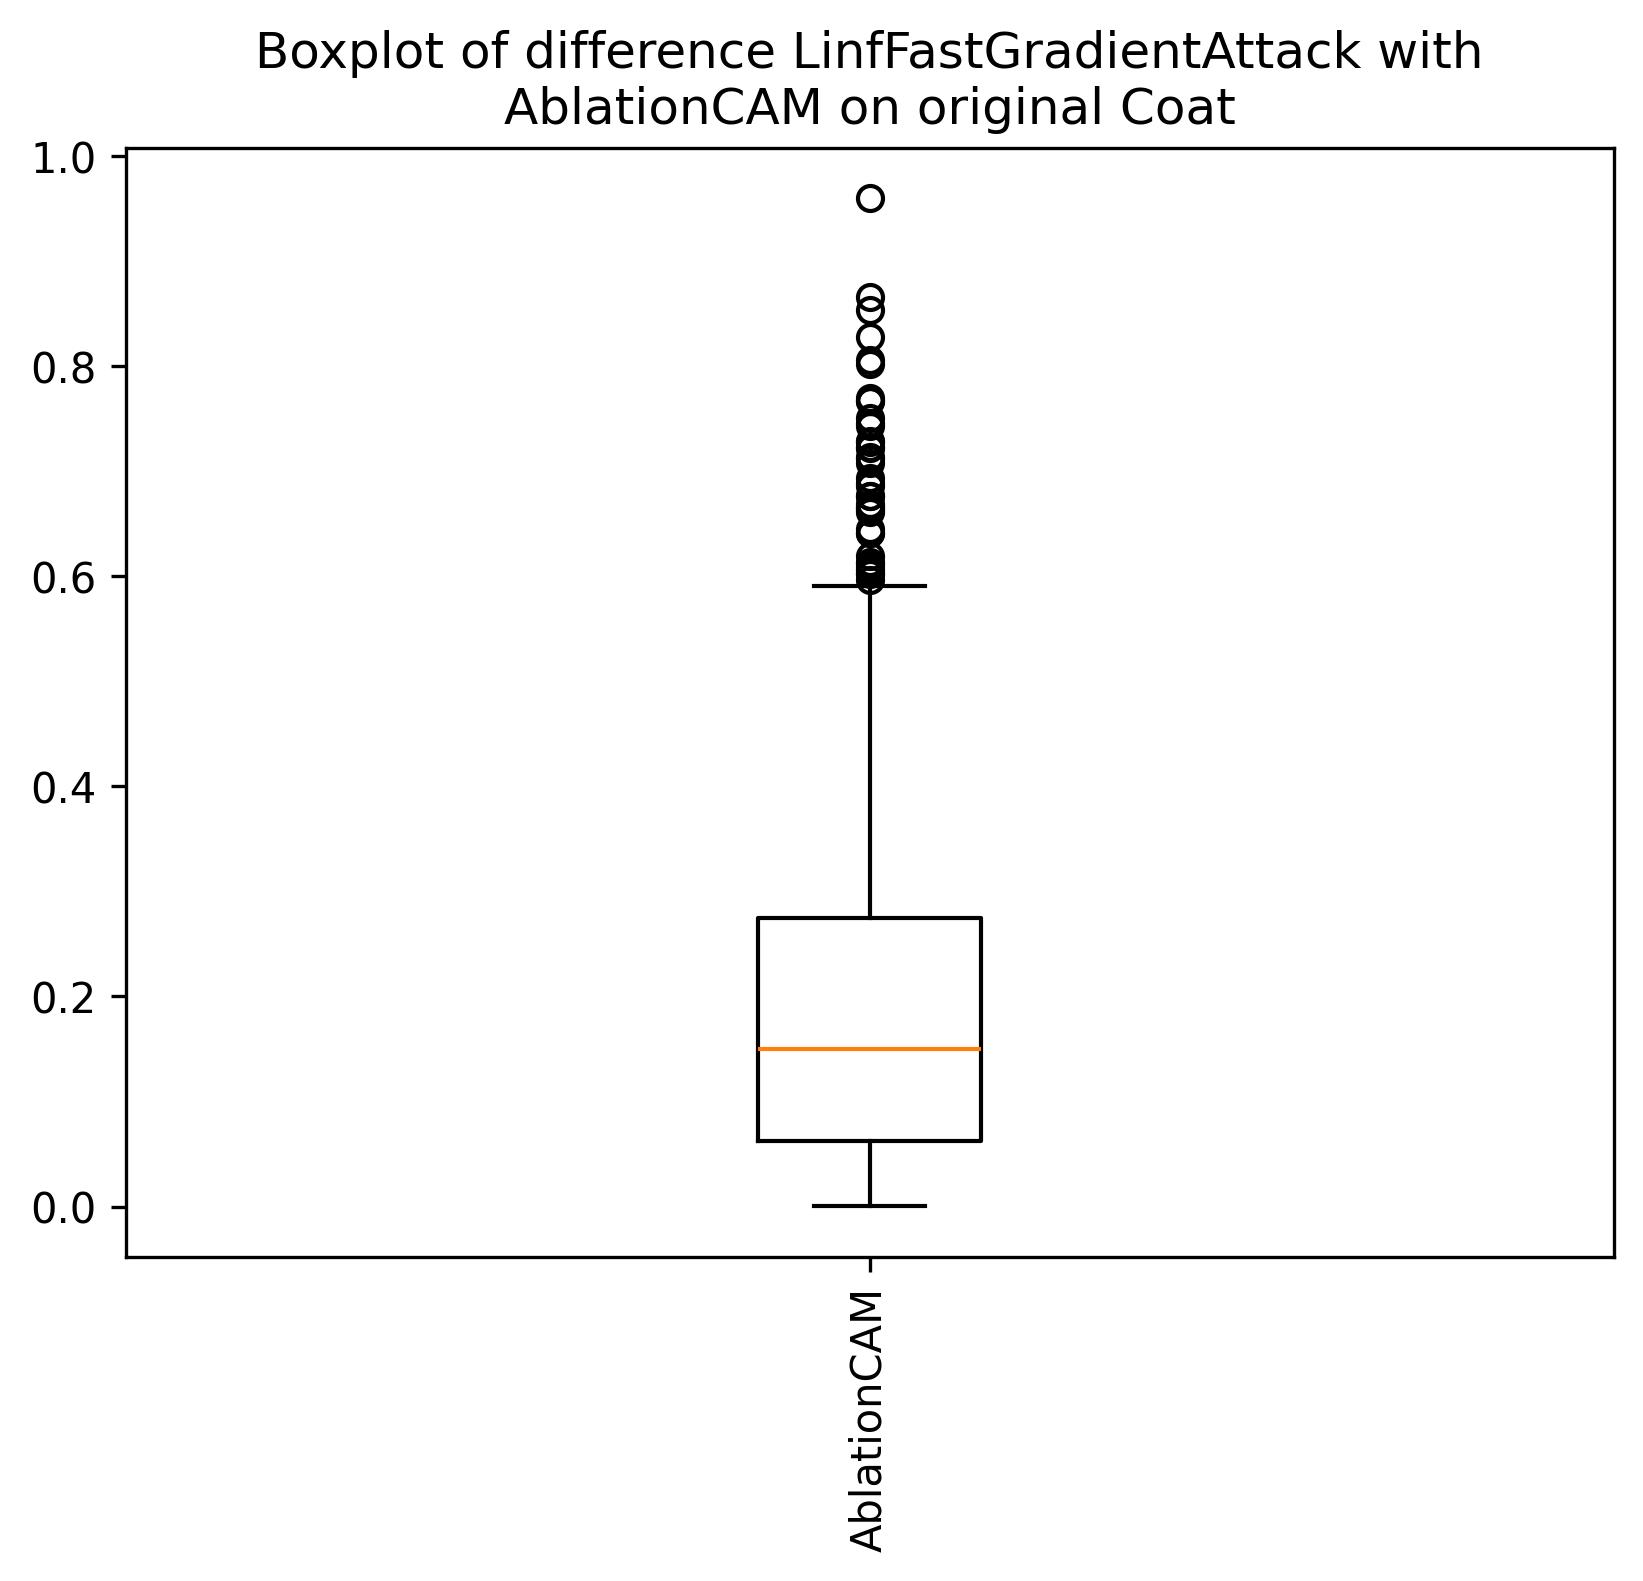 Boxplot of difference LinfFastGradientAttack with
AblationCAM on original Coat
1.0
0.8
0.6
0.4
0.2
0.0
AblationCAM